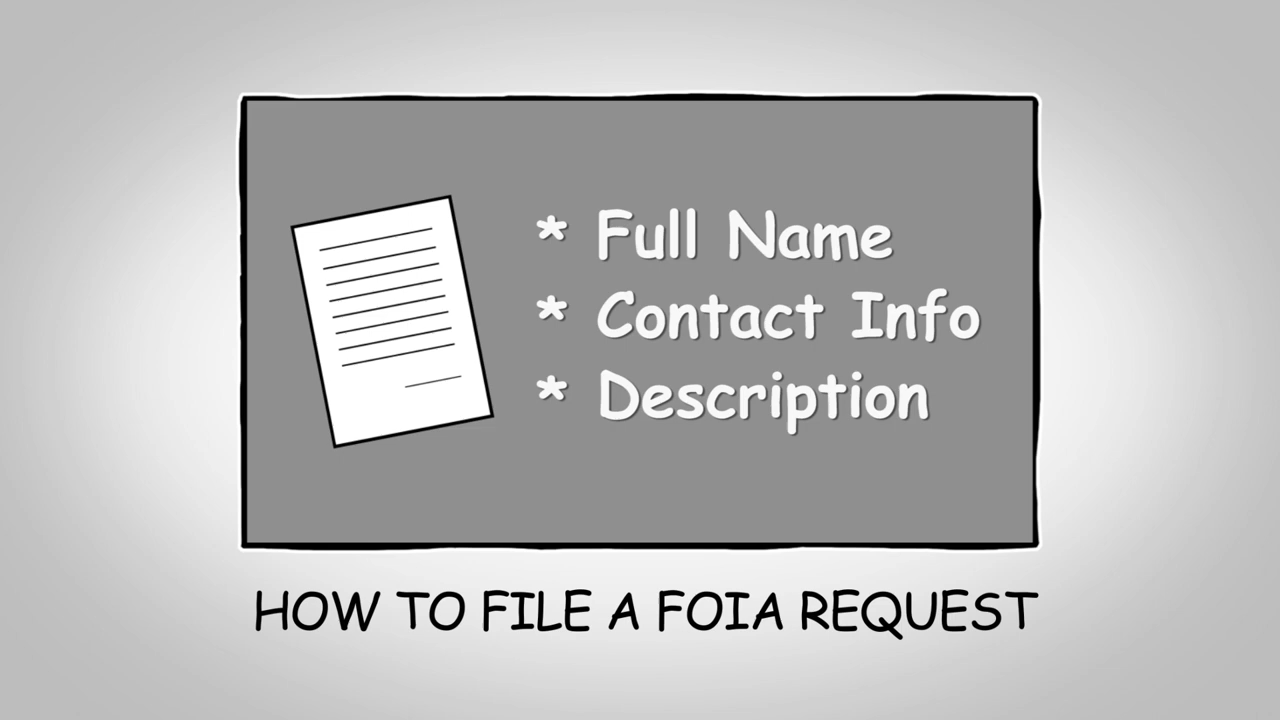 * Full Name
* Contact Info
* Description
HOW TO FILE A FOIA REQUEST